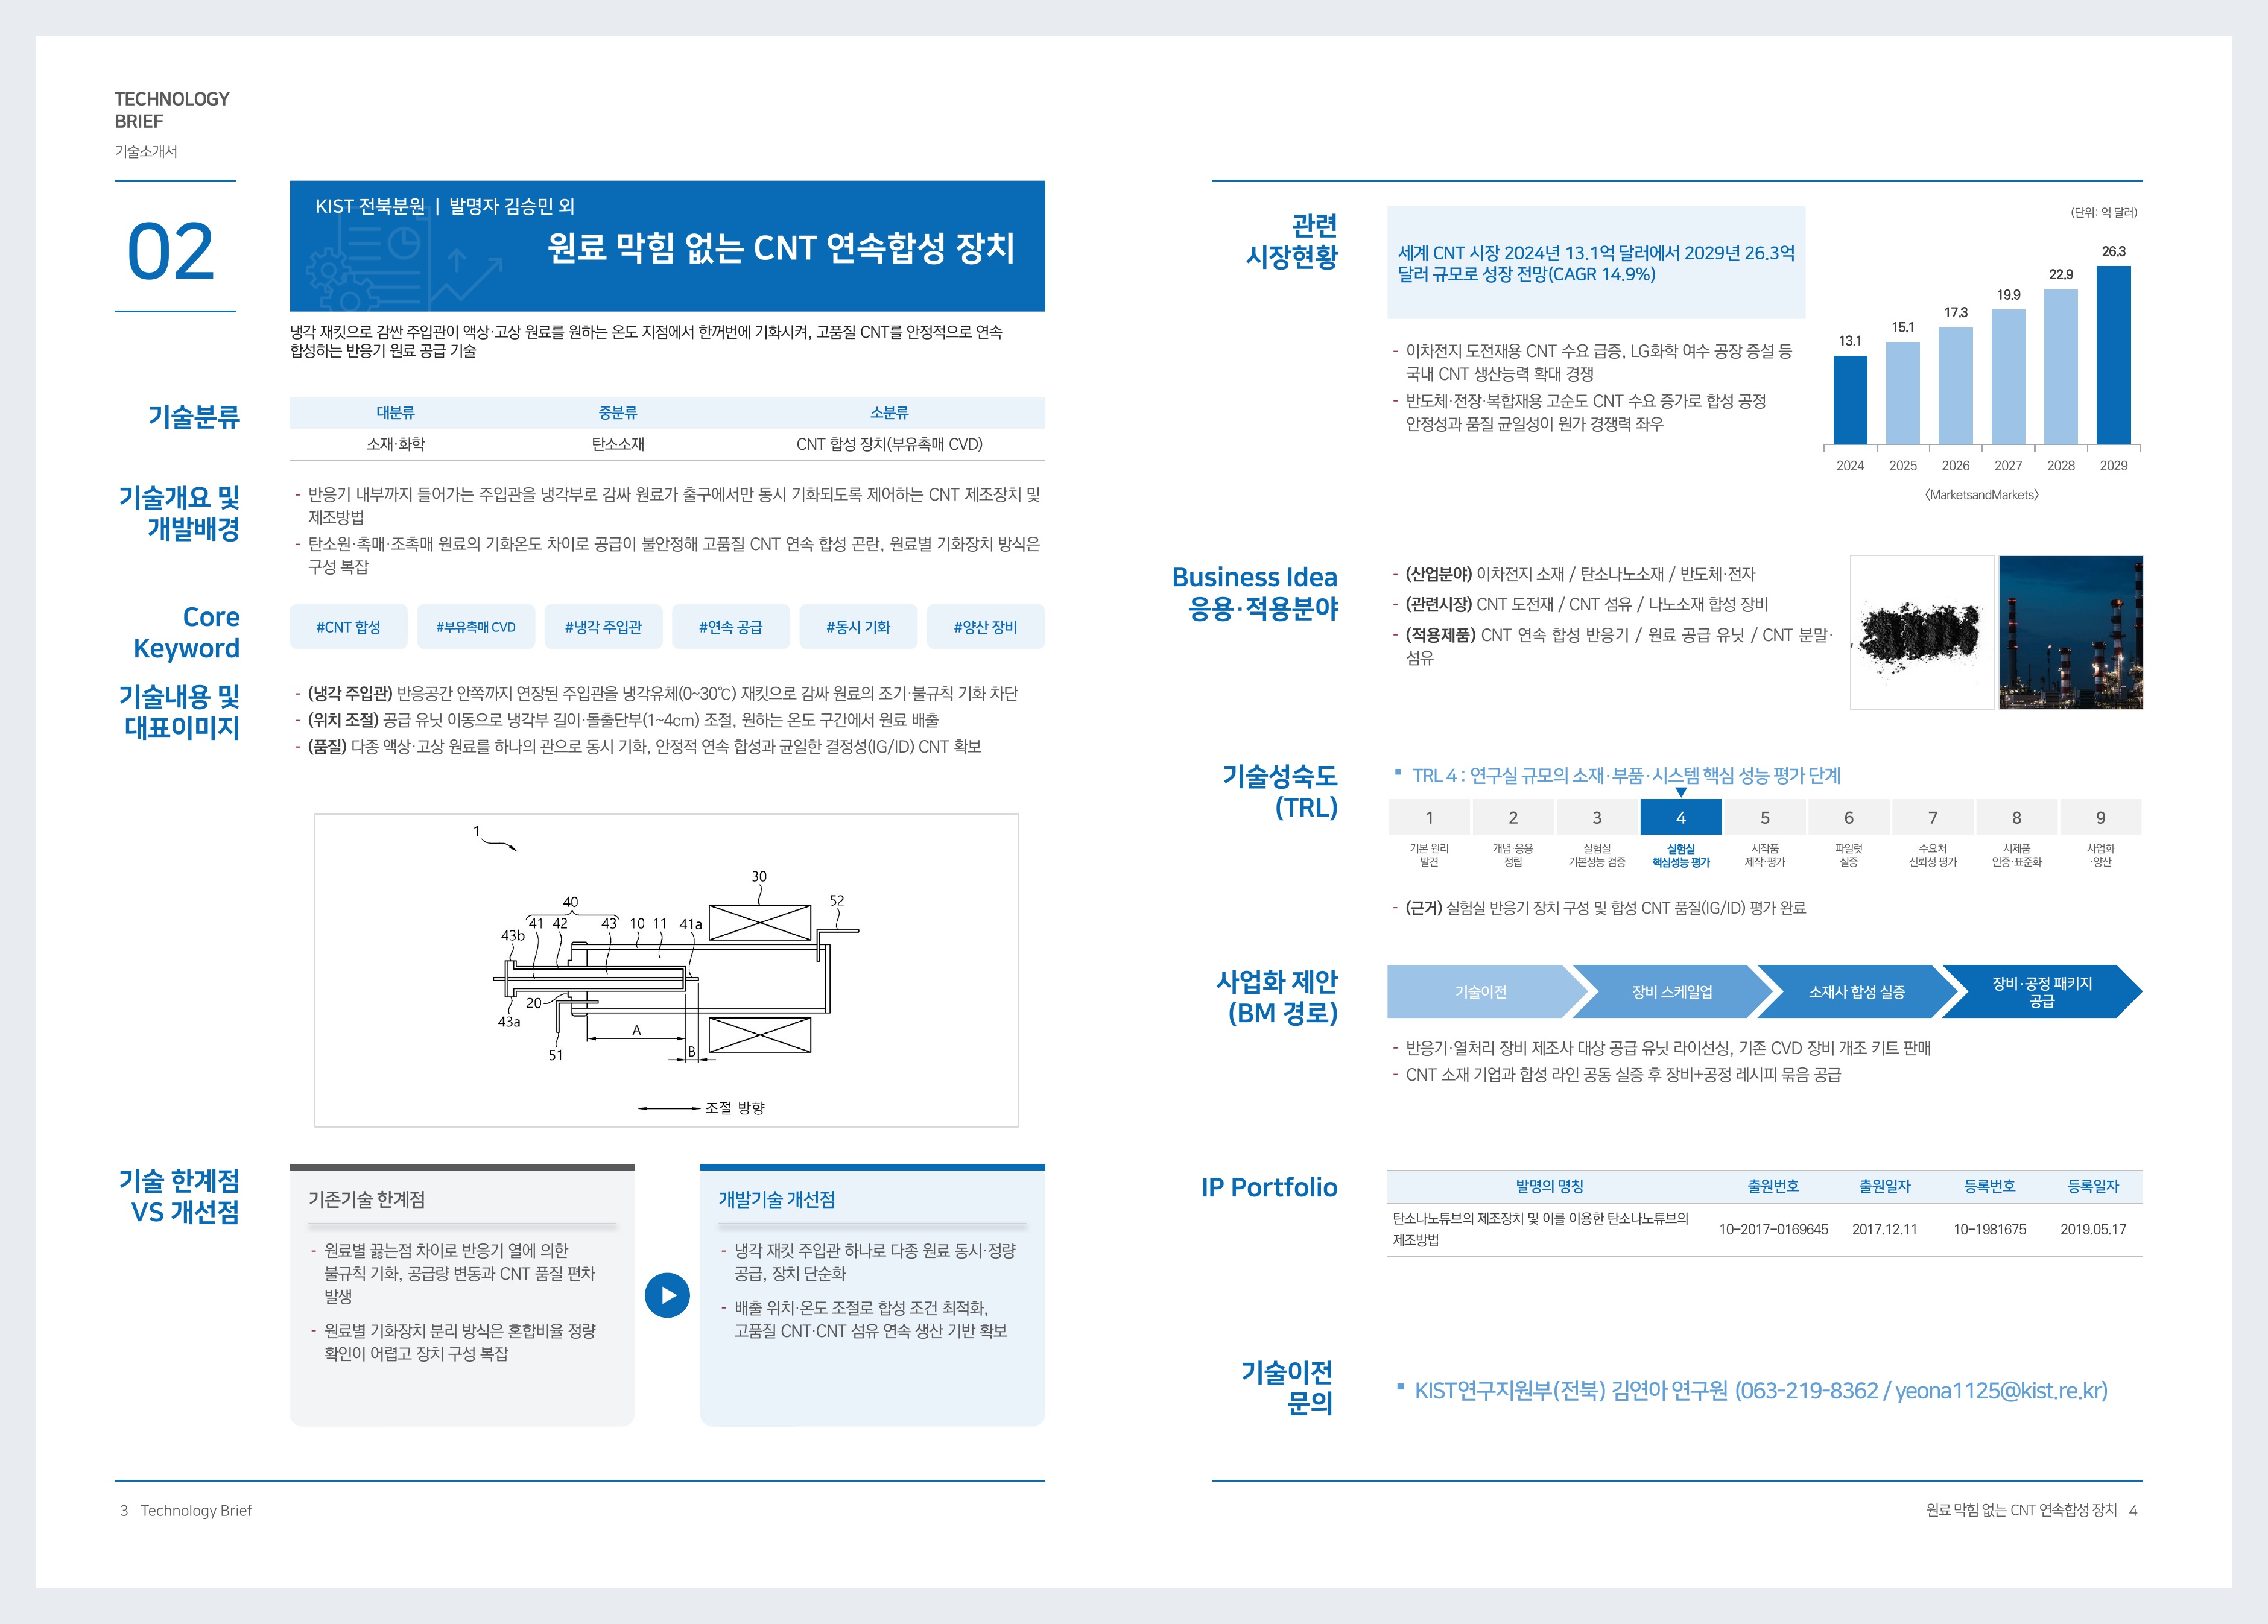 TECHNOLOGY
BRIEF
기술소개서
02
KIST 전북분원 | 발명자 김승민 외
원료 막힘 없는 CNT 연속합성 장치
냉각 재킷으로 감싼 주입관이 액상·고상 원료를 원하는 온도 지점에서 한꺼번에 기화시켜, 고품질 CNT를 안정적으로 연속
합성하는 반응기 원료 공급 기술
기술분류
대분류 중분류 소분류
소재·화학 탄소소재 CNT 합성 장치(부유촉매 CVD)
기술개요 및
개발배경
- 반응기 내부까지 들어가는 주입관을 냉각부로 감싸 원료가 출구에서만 동시 기화되도록 제어하는 CNT 제조장치 및
제조방법
- 탄소원·촉매·조촉매 원료의 기화온도 차이로 공급이 불안정해 고품질 CNT 연속 합성 곤란, 원료별 기화장치 방식은
구성 복잡
Core
Keyword
#CNT 합성 #부유촉매 CVD #냉각 주입관 #연속 공급 #동시 기화 #양산 장비
기술내용 및
대표이미지
- (냉각 주입관) 반응공간 안쪽까지 연장된 주입관을 냉각유체(0~30℃) 재킷으로 감싸 원료의 조기·불규칙 기화 차단
- (위치 조절) 공급 유닛 이동으로 냉각부 길이·돌출단부(1~4cm) 조절, 원하는 온도 구간에서 원료 배출
- (품질) 다종 액상·고상 원료를 하나의 관으로 동시 기화, 안정적 연속 합성과 균일한 결정성(IG/ID) CNT 확보
1
30
40 52
41 42 43 10 11 41a
43b
20
43a
A
51 B
조절 방향
기술 한계점
VS 개선점
기존기술 한계점
- 원료별 끓는점 차이로 반응기 열에 의한
불규칙 기화, 공급량 변동과 CNT 품질 편차
발생
- 원료별 기화장치 분리 방식은 혼합비율 정량
확인이 어렵고 장치 구성 복잡
개발기술 개선점
- 냉각 재킷 주입관 하나로 다종 원료 동시·정량
공급, 장치 단순화
- 배출 위치·온도 조절로 합성 조건 최적화,
고품질 CNT·CNT 섬유 연속 생산 기반 확보
3 Technology Brief
관련
시장현황
세계 CNT 시장 2024년 13.1억 달러에서 2029년 26.3억
달러 규모로 성장 전망(CAGR 14.9%)
- 이차전지 도전재용 CNT 수요 급증, LG화학 여수 공장 증설 등
국내 CNT 생산능력 확대 경쟁
- 반도체·전장·복합재용 고순도 CNT 수요 증가로 합성 공정
안정성과 품질 균일성이 원가 경쟁력 좌우
(단위: 억 달러)
13.1 15.1 17.3 19.9 22.9 26.3
2024 2025 2026 2027 2028 2029
〈MarketsandMarkets〉
Business Idea
응용·적용분야
- (산업분야) 이차전지 소재 / 탄소나노소재 / 반도체·전자
- (관련시장) CNT 도전재 / CNT 섬유 / 나노소재 합성 장비
- (적용제품) CNT 연속 합성 반응기 / 원료 공급 유닛 / CNT 분말·
섬유
기술성숙도
(TRL)
▪ TRL 4 : 연구실 규모의 소재·부품·시스템 핵심 성능 평가 단계
1 2 3 4 5 6 7 8 9
기본 원리 개념·응용 실험실 실험실 시작품 파일럿 수요처 시제품 사업화
발견 정립 기본성능 검증 핵심성능 평가 제작·평가 실증 신뢰성 평가 인증·표준화 ·양산
- (근거) 실험실 반응기 장치 구성 및 합성 CNT 품질(IG/ID) 평가 완료
사업화 제안
(BM 경로)
기술이전 장비 스케일업 소재사 합성 실증 장비·공정 패키지
공급
- 반응기·열처리 장비 제조사 대상 공급 유닛 라이선싱, 기존 CVD 장비 개조 키트 판매
- CNT 소재 기업과 합성 라인 공동 실증 후 장비+공정 레시피 묶음 공급
IP Portfolio
발명의 명칭 출원번호 출원일자 등록번호 등록일자
탄소나노튜브의 제조장치 및 이를 이용한 탄소나노튜브의
제조방법 10-2017-0169645 2017.12.11 10-1981675 2019.05.17
기술이전
문의
▪ KIST연구지원부(전북) 김연아 연구원 (063-219-8362 / yeona1125@kist.re.kr)
원료 막힘 없는 CNT 연속합성 장치 4